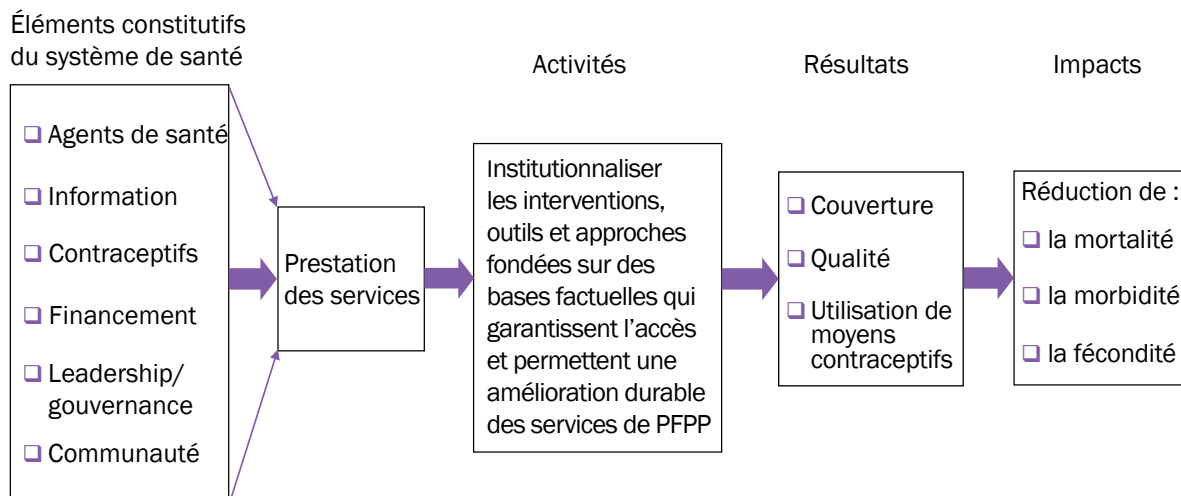 Éléments constitutifs
du système de santé
Activités
Résultats
Impacts
❑ Agents de santé
❑ Information
❑ Contraceptifs
❑ Financement
❑ Leadership/
gouvernance
❑ Communauté
Prestation
des services
Institutionnaliser
les interventions,
outils et approches
fondées sur des
bases factuelles qui
garantissent l’accès
et permettent une
amélioration durable
des services de PFPP
❑ Couverture
❑ Qualité
❑ Utilisation de
moyens
contraceptifs
Réduction de :
❑ la mortalité
❑ la morbidité
❑ la fécondité